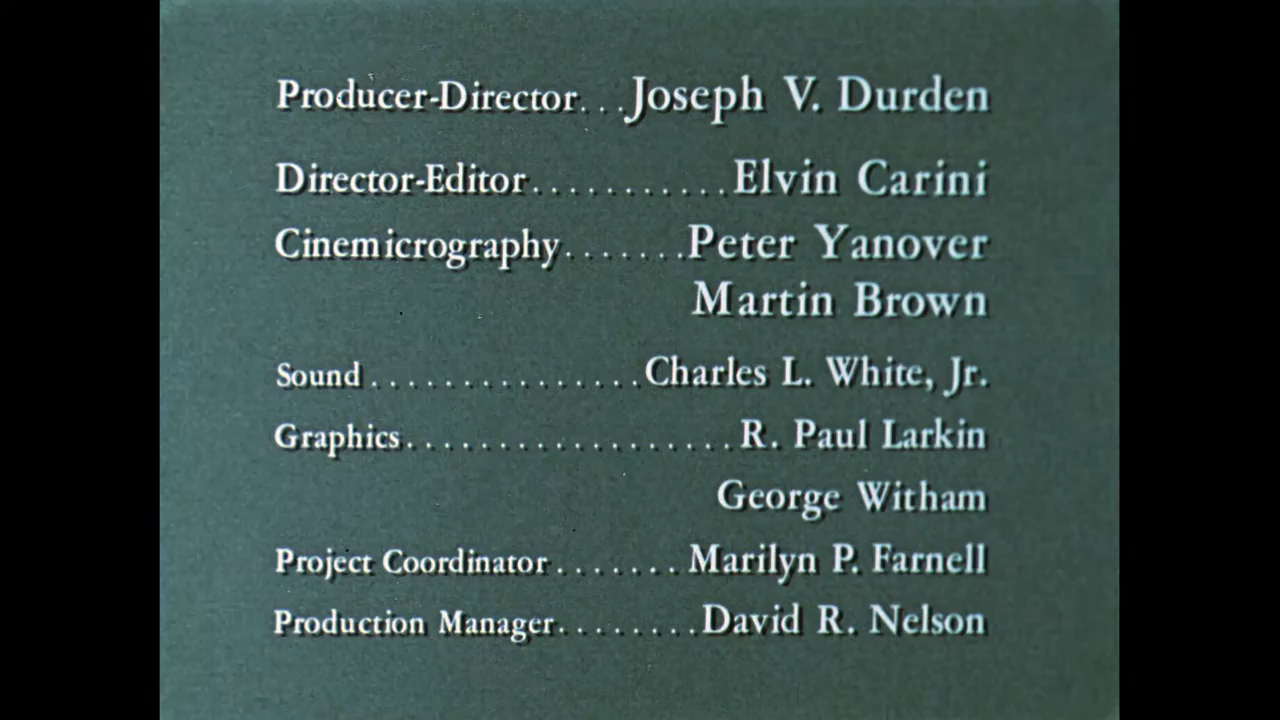 Producer-Director...Joseph V. Durden
Director-Editor...........Elvin Carini
Cinemicrography.......Peter Yanover
Martin Brown
Sound...............Charles L. White, Jr.
Graphics..................R. Paul Larkin
George Witham
Project Coordinator.......Marilyn P. Farnell
Production Manager........David R. Nelson